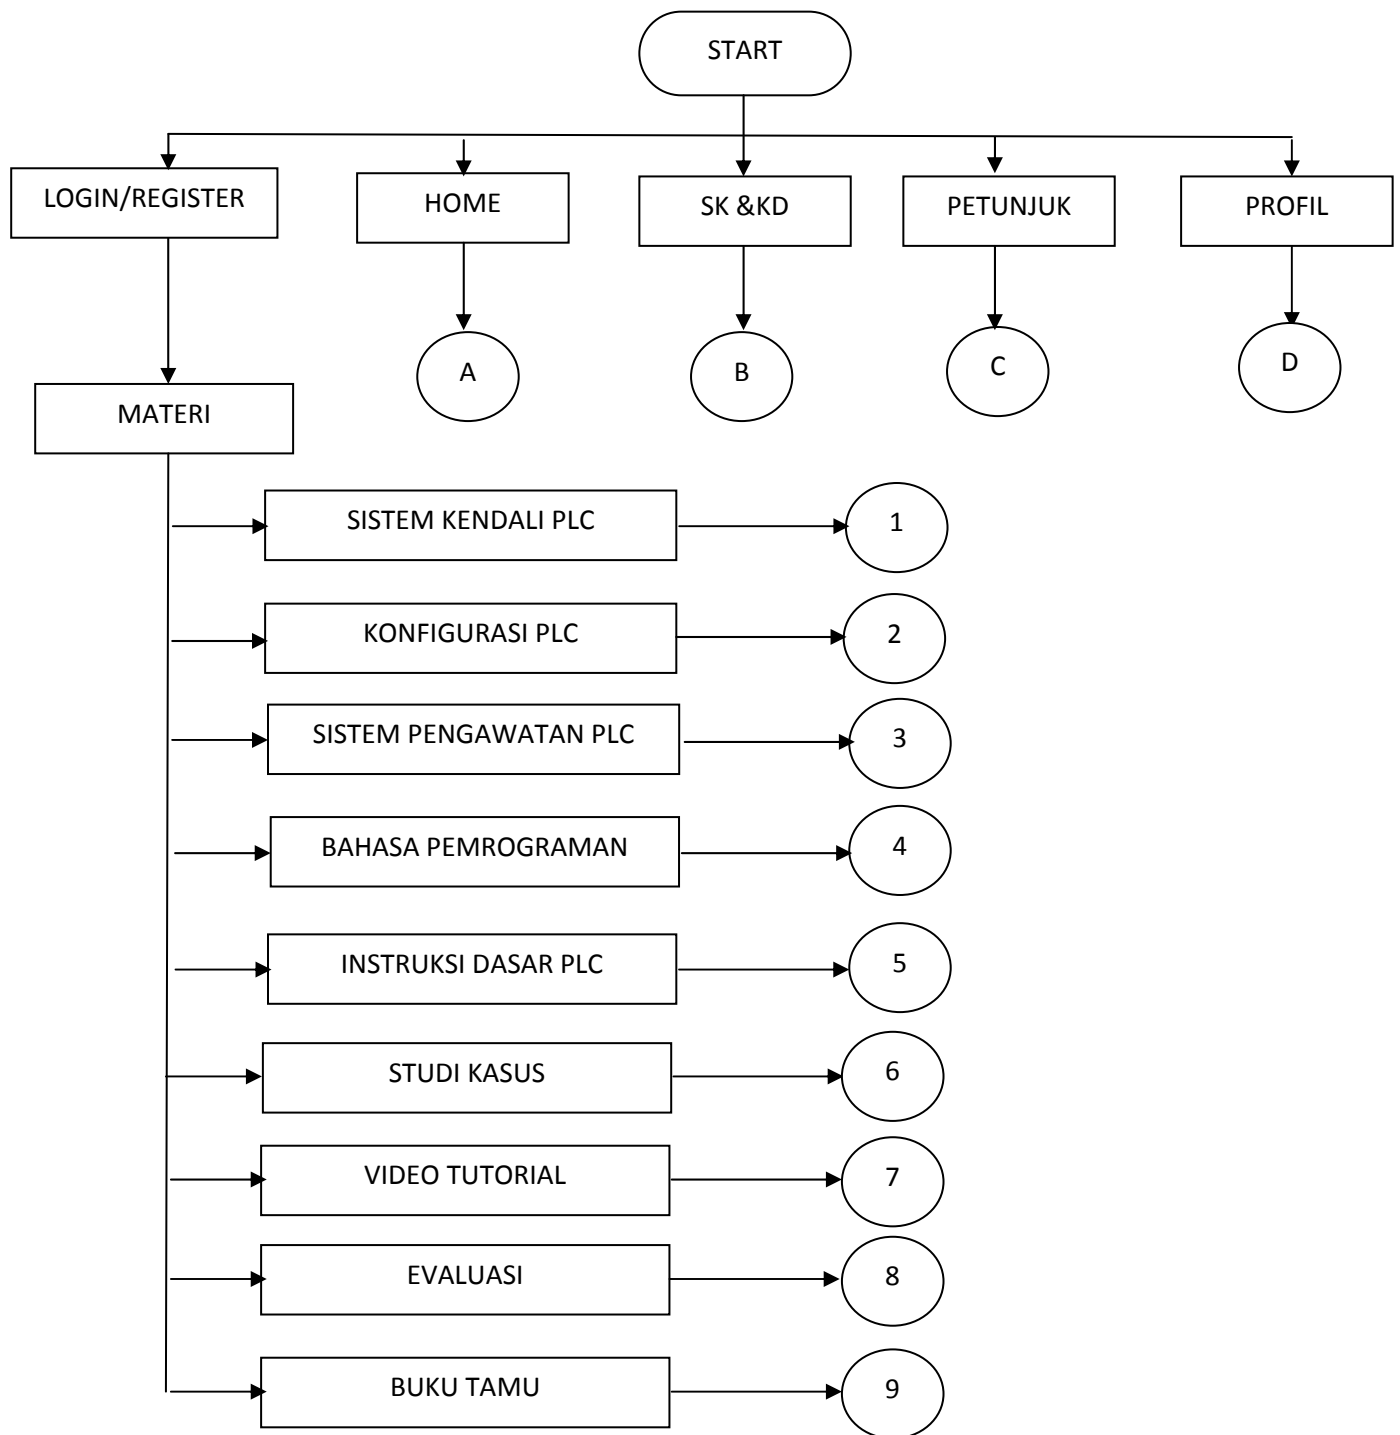 START
LOGIN/REGISTER
HOME
SK &KD
PETUNJUK
PROFIL
A
B
C
D
MATERI
SISTEM KENDALI PLC
1
KONFIGURASI PLC
2
SISTEM PENGAWATAN PLC
3
BAHASA PEMROGRAMAN
4
INSTRUKSI DASAR PLC
5
STUDI KASUS
6
VIDEO TUTORIAL
7
EVALUASI
8
BUKU TAMU
9